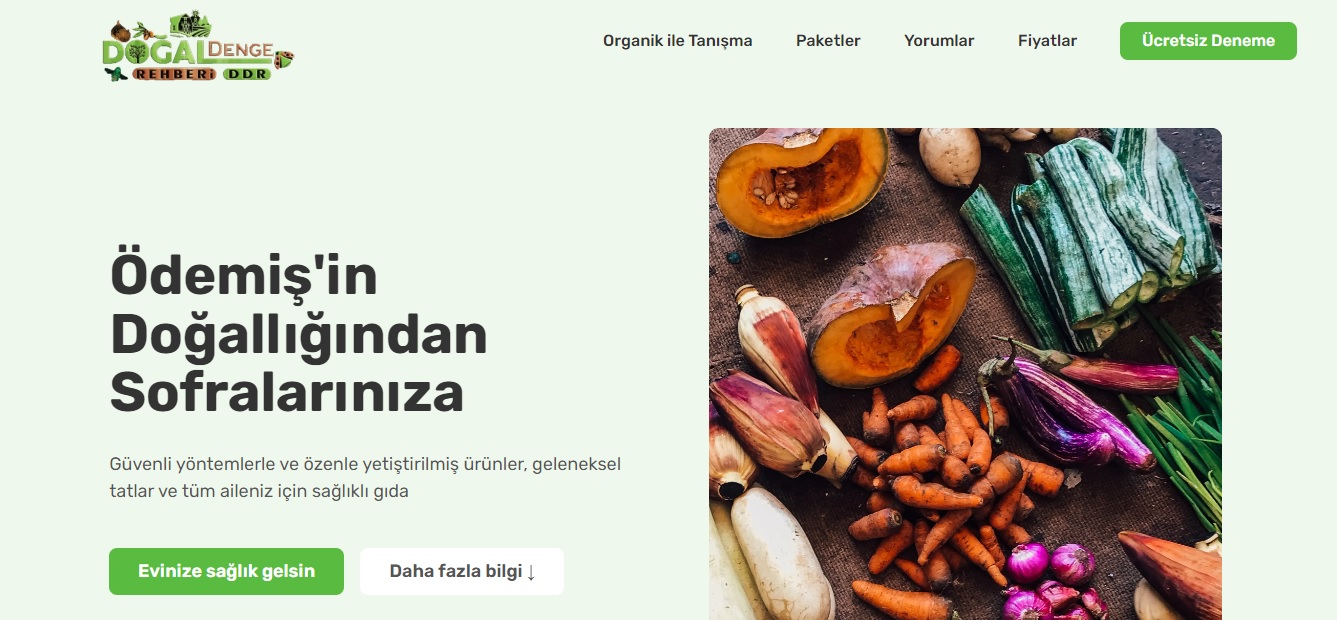 DOĞAL DENGE
REHBERİ DDR
Organik ile Tanışma Paketler Yorumlar Fiyatlar Ücretsiz Deneme
Ödemiş'in
Doğallığından
Sofralarınıza
Güvenli yöntemlerle ve özenle yetiştirilmiş ürünler, geleneksel
tatlar ve tüm aileniz için sağlıklı gıda
Evinize sağlık gelsin Daha fazla bilgi ↓